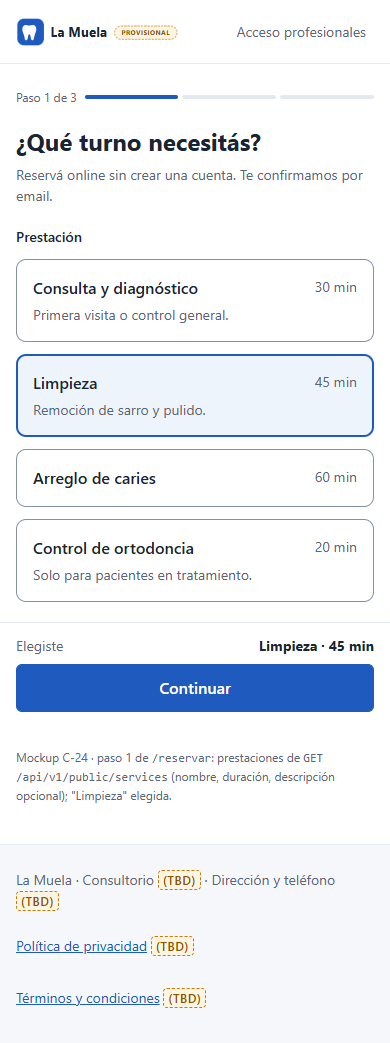 La Muela PROVISIONAL Acceso profesionales
Paso 1 de 3
¿Qué turno necesitás?
Reservá online sin crear una cuenta. Te confirmamos por
email.
Prestación
Consulta y diagnóstico 30 min
Primera visita o control general.
Limpieza 45 min
Remoción de sarro y pulido.
Arreglo de caries 60 min
Control de ortodoncia 20 min
Solo para pacientes en tratamiento.
Elegiste Limpieza · 45 min
Continuar
Mockup C-24 · paso 1 de /reservar: prestaciones de GET
/api/v1/public/services (nombre, duración, descripción
opcional); "Limpieza" elegida.
La Muela · Consultorio (TBD) · Dirección y teléfono
(TBD)
Política de privacidad (TBD)
Términos y condiciones (TBD)